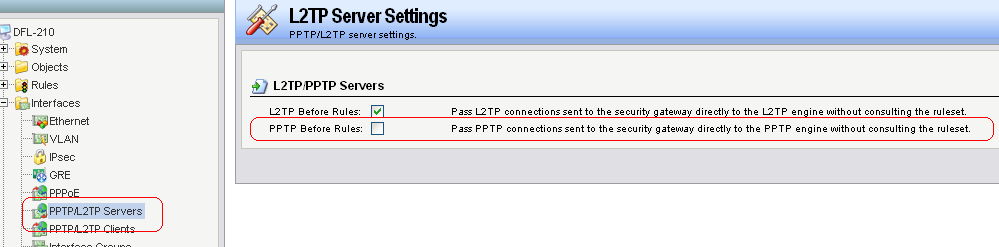 DFL-210
System
Objects
Rules
Interfaces
Ethernet
VLAN
IPsec
GRE
PPPoE
PPTP/L2TP Servers
PPTP/L2TP Clients
Interface Groups
L2TP Server Settings
PPTP/L2TP server settings.
L2TP/PPTP Servers
L2TP Before Rules: Pass L2TP connections sent to the security gateway directly to the L2TP engine without consulting the ruleset.
PPTP Before Rules: Pass PPTP connections sent to the security gateway directly to the PPTP engine without consulting the ruleset.